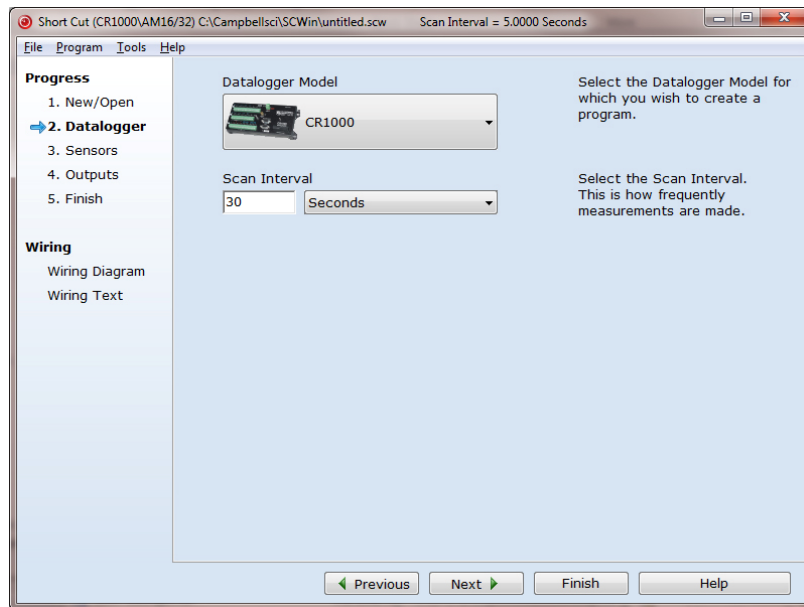 Short Cut (CR1000\AM16/32) C:\Campbellsci\SCWin\untitled.scw Scan Interval = 5.0000 Seconds
File Program Tools Help
Progress
1. New/Open
2. Datalogger
3. Sensors
4. Outputs
5. Finish
Wiring
Wiring Diagram
Wiring Text
Datalogger Model
CR1000
Select the Datalogger Model for
which you wish to create a
program.
Scan Interval
30 Seconds
Select the Scan Interval.
This is how frequently
measurements are made.
Previous Next Finish Help